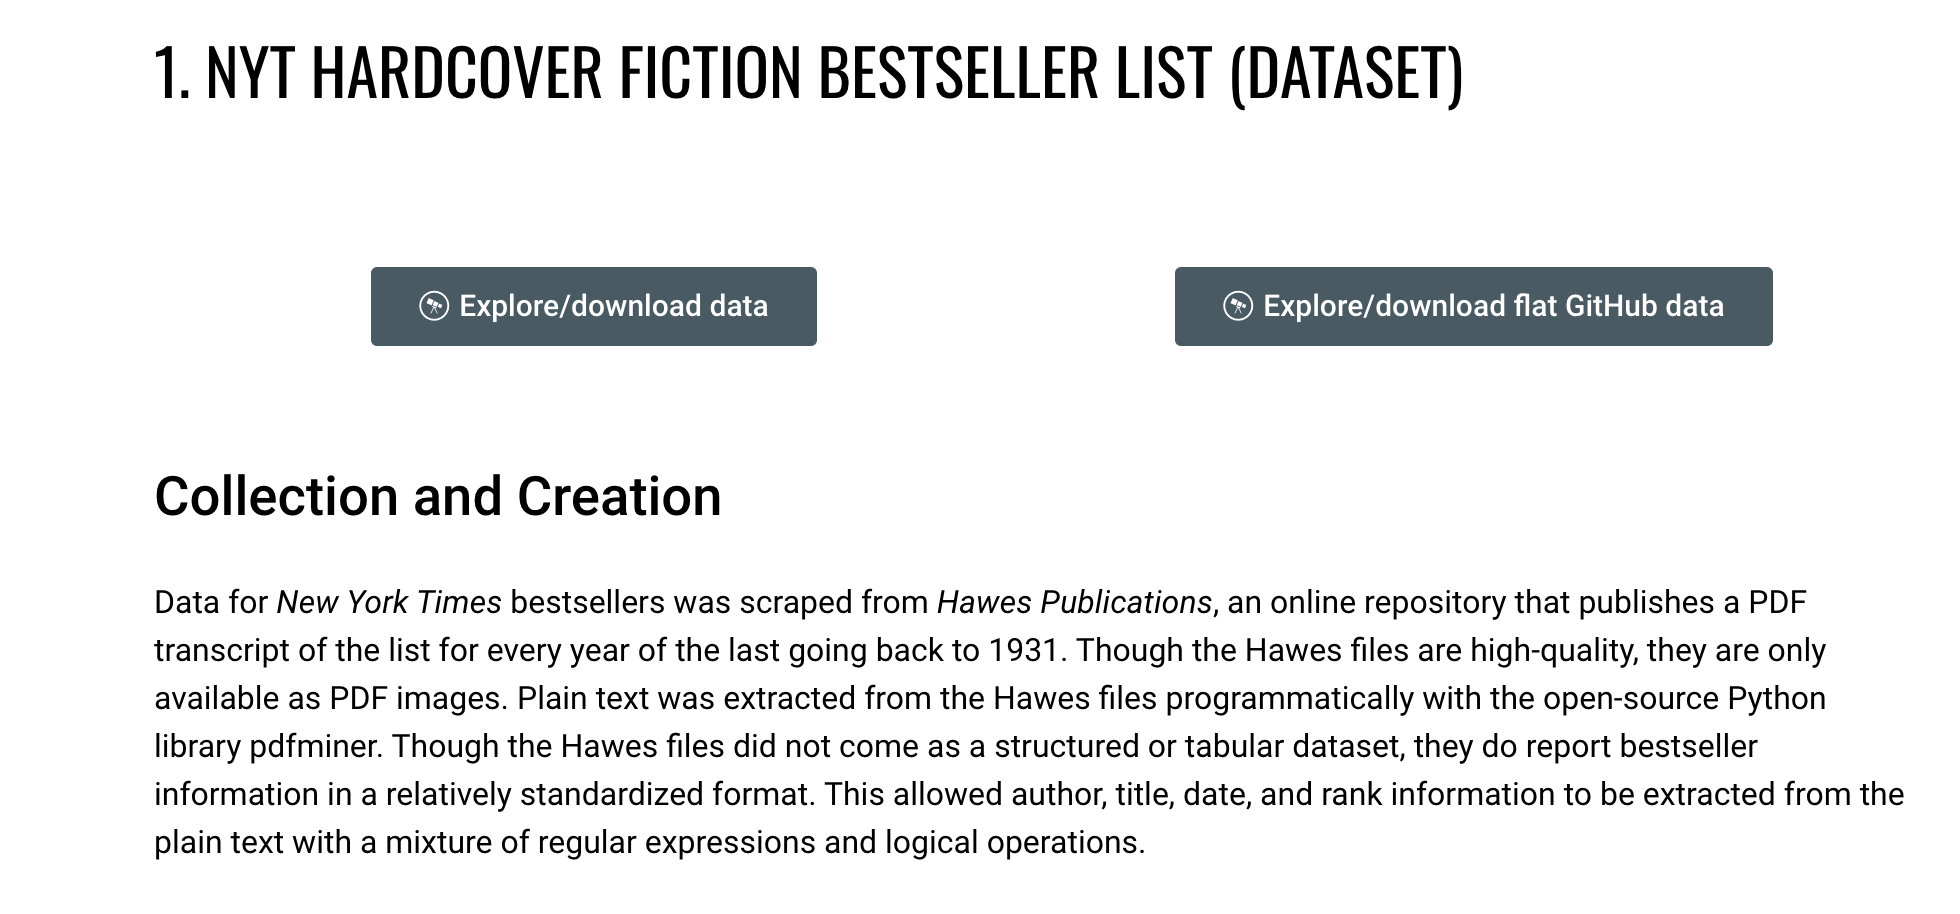 1. NYT HARDCOVER FICTION BESTSELLER LIST (DATASET)
Explore/download data
Explore/download flat GitHub data
Collection and Creation
Data for New York Times bestsellers was scraped from Hawes Publications, an online repository that publishes a PDF
transcript of the list for every year of the last going back to 1931. Though the Hawes files are high-quality, they are only
available as PDF images. Plain text was extracted from the Hawes files programmatically with the open-source Python
library pdfminer. Though the Hawes files did not come as a structured or tabular dataset, they do report bestseller
information in a relatively standardized format. This allowed author, title, date, and rank information to be extracted from the
plain text with a mixture of regular expressions and logical operations.